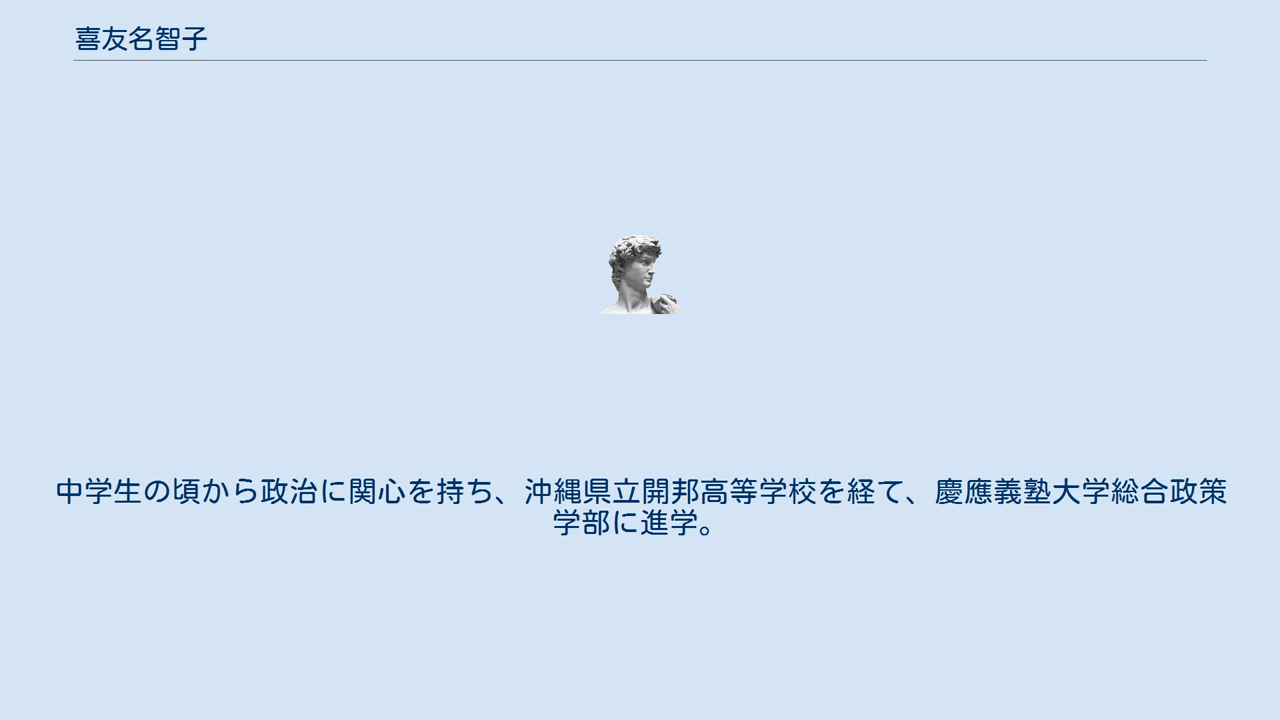 喜友名智子
中学生の頃から政治に関心を持ち、沖縄県立開邦高等学校を経て、慶應義塾大学総合政策
学部に進学。